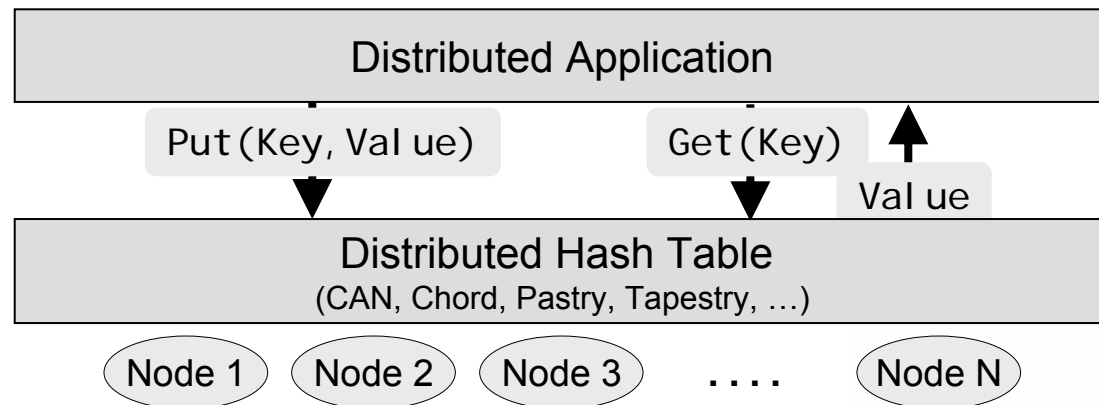 Distributed Application
Put(Key, Value)
Get(Key)
Value
Distributed Hash Table
(CAN, Chord, Pastry, Tapestry, …)
Node 1
Node 2
Node 3
....
Node N